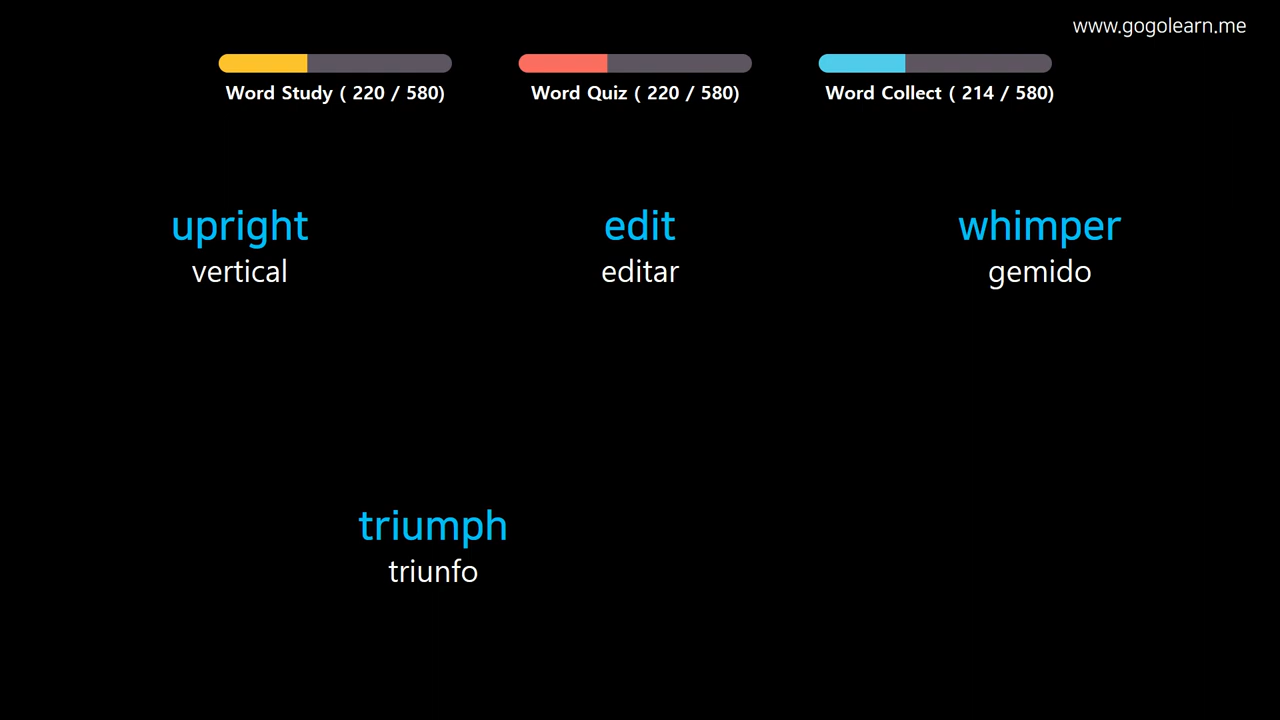 www.gogolearn.me
Word Study ( 220 / 580)
Word Quiz ( 220 / 580)
Word Collect ( 214 / 580)
upright
vertical
edit
editar
whimper
gemido
triumph
triunfo